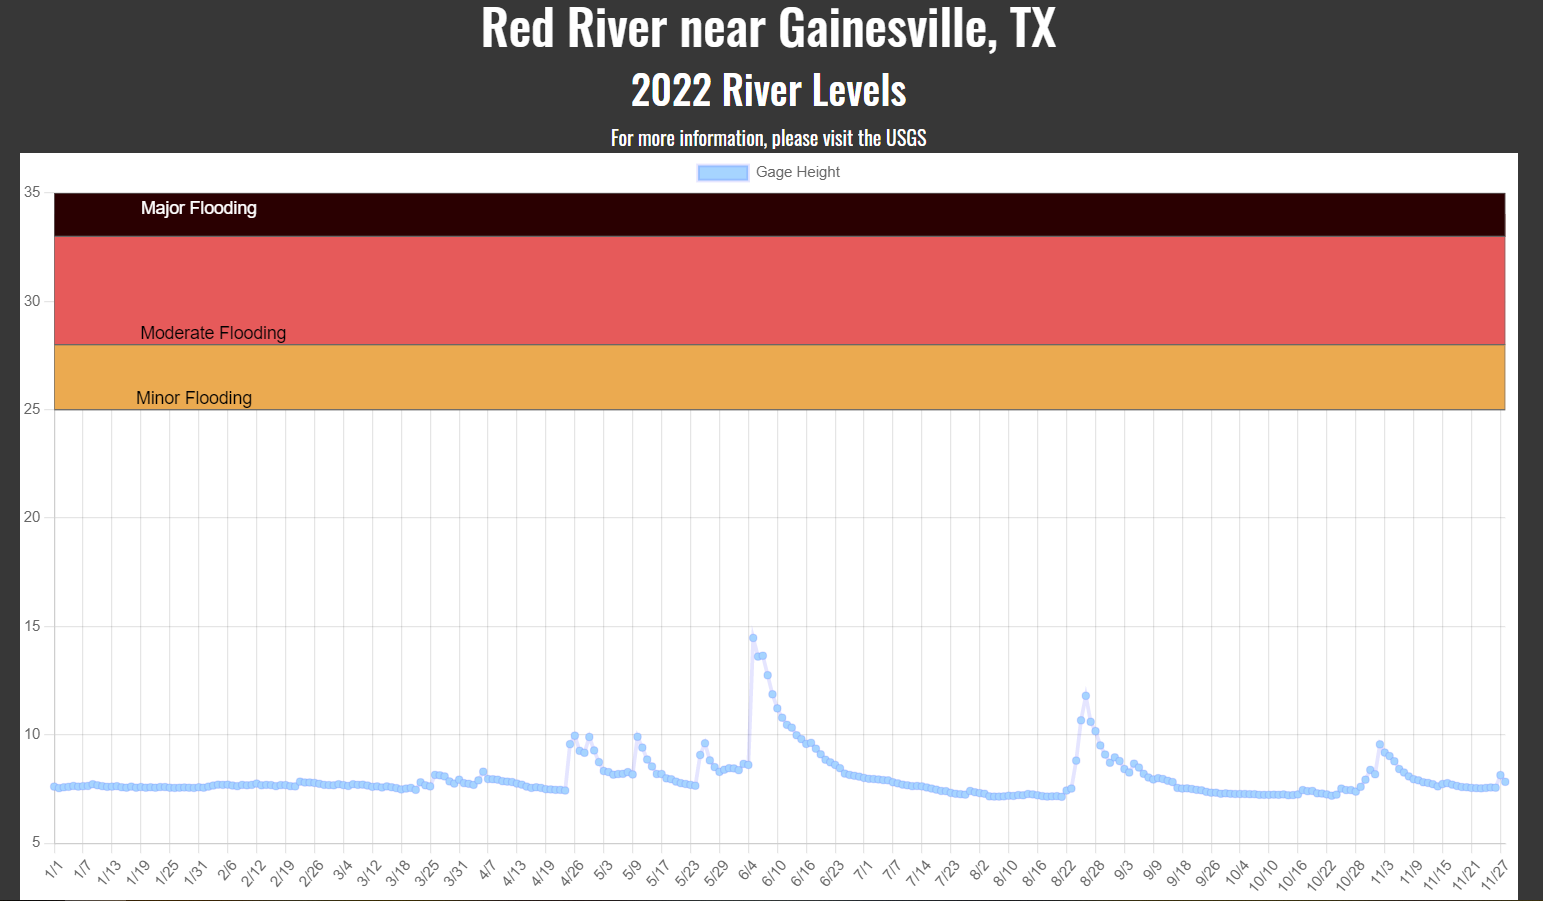 Red River near Gainesville, TX
2022 River Levels
For more information, please visit the USGS
Gage Height
35
Major Flooding
30
Moderate Flooding
Minor Flooding
25
20
15
10
5
1/1 1/7 1/13 1/19 1/25 1/31 2/6 2/12 2/19 2/26 3/4 3/12 3/18 3/25 3/31 4/7 4/13 4/19 4/26 5/3 5/9 5/17 5/23 5/29 6/4 6/10 6/16 6/23 7/1 7/7 7/14 7/23 8/2 8/10 8/16 8/22 8/28 9/3 9/9 9/18 9/26 10/4 10/10 10/16 10/22 10/28 11/3 11/9 11/15 11/21 11/27